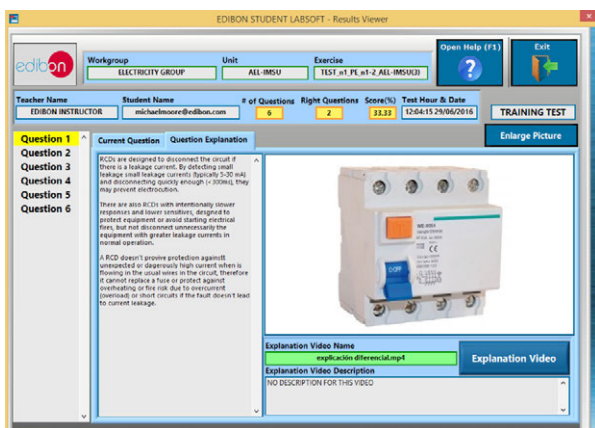 EDIBON STUDENT LABSOFT - Results Viewer
edibon
Workgroup
ELECTRICITY GROUP
Unit
AEL-IMSU
Exercise
TEST_n1_PE_n1-2_AEL-IMSU(3)
Open Help (F1)
?
Exit
Teacher Name
EDIBON INSTRUCTOR
Student Name
michaelmoore@edibon.com
# of Questions
6
Right Questions
2
Score(%)
33.33
Test Hour & Date
12:04:15 29/06/2016
TRAINING TEST
Question 1
Question 2
Question 3
Question 4
Question 5
Question 6
Current Question
Question Explanation
Enlarge Picture
RCDs are designed to disconnect the circuit if
there is a leakage current. By detecting small
leakage small leakage currents (typically 5-30 mA)
and disconnecting quickly enough (<300ms), they
may prevent electrocution.
There are also RCDs with intentionally slower
responses and lower sensitives, designed to
protect equipment or avoid starting electrical
fires, but not disconnect unnecessarily the
equipment with greater leakage currents in
normal operation.
A RCD doesn't provire protection againstt
unexpected or dagerously high current when is
flowing in the usual wires in the circuit, therefore
it cannot replace a fuse or protect against
overheating or fire risk due to overcurrent
(overload) or short circuits if the fault doesn't lead
to current leakage.
CE
OFF
Explanation Video Name
explicación diferencial.mp4
Explanation Video
Explanation Video Description
NO DESCRIPTION FOR THIS VIDEO